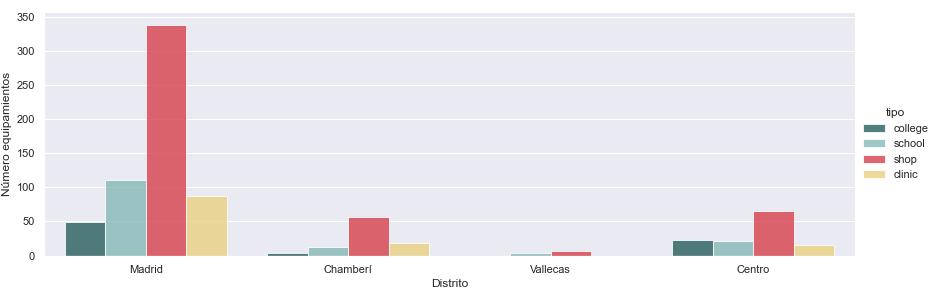 350
300
250
200
150
100
50
0
Número equipamientos
Madrid
Chamberí
Vallecas
Centro
Distrito
tipo
college
school
shop
clinic